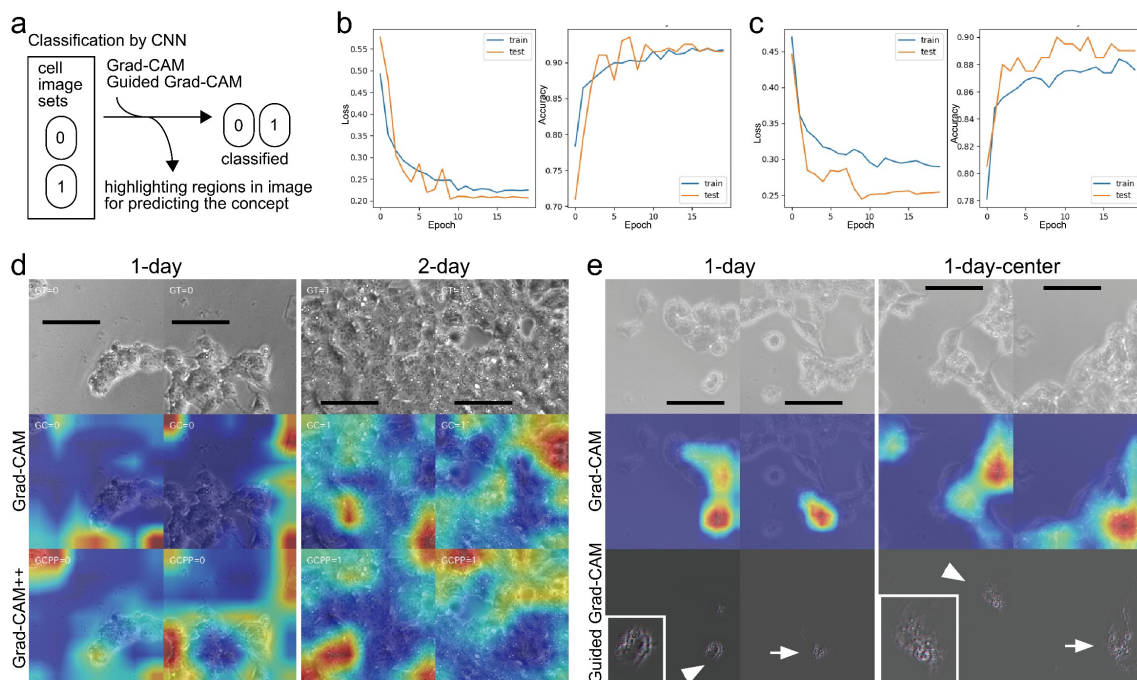 a
Classification by CNN
cell
image
sets
0
1
Grad-CAM
Guided Grad-CAM
0 1
classified
highlighting regions in image
for predicting the concept
b
Loss
0.55
0.50
0.45
0.40
0.35
0.30
0.25
0.20
0 5 10 15
Epoch
train
test
Accuracy
0.90
0.85
0.80
0.75
0.70
0 5 10 15
Epoch
train
test
c
Loss
0.45
0.40
0.35
0.30
0.25
0 5 10 15
Epoch
train
test
Accuracy
0.90
0.88
0.86
0.84
0.82
0.80
0.78
0 5 10 15
Epoch
train
test
d
1-day 2-day
GT=0 GT=0 GT=1 GT=1
Grad-CAM
GC=0 GC=0 GC=1 GC=1
Grad-CAM++
GCPP=0 GCPP=0 GCPP=1 GCPP=1
e
1-day 1-day-center
Grad-CAM
Guided Grad-CAM